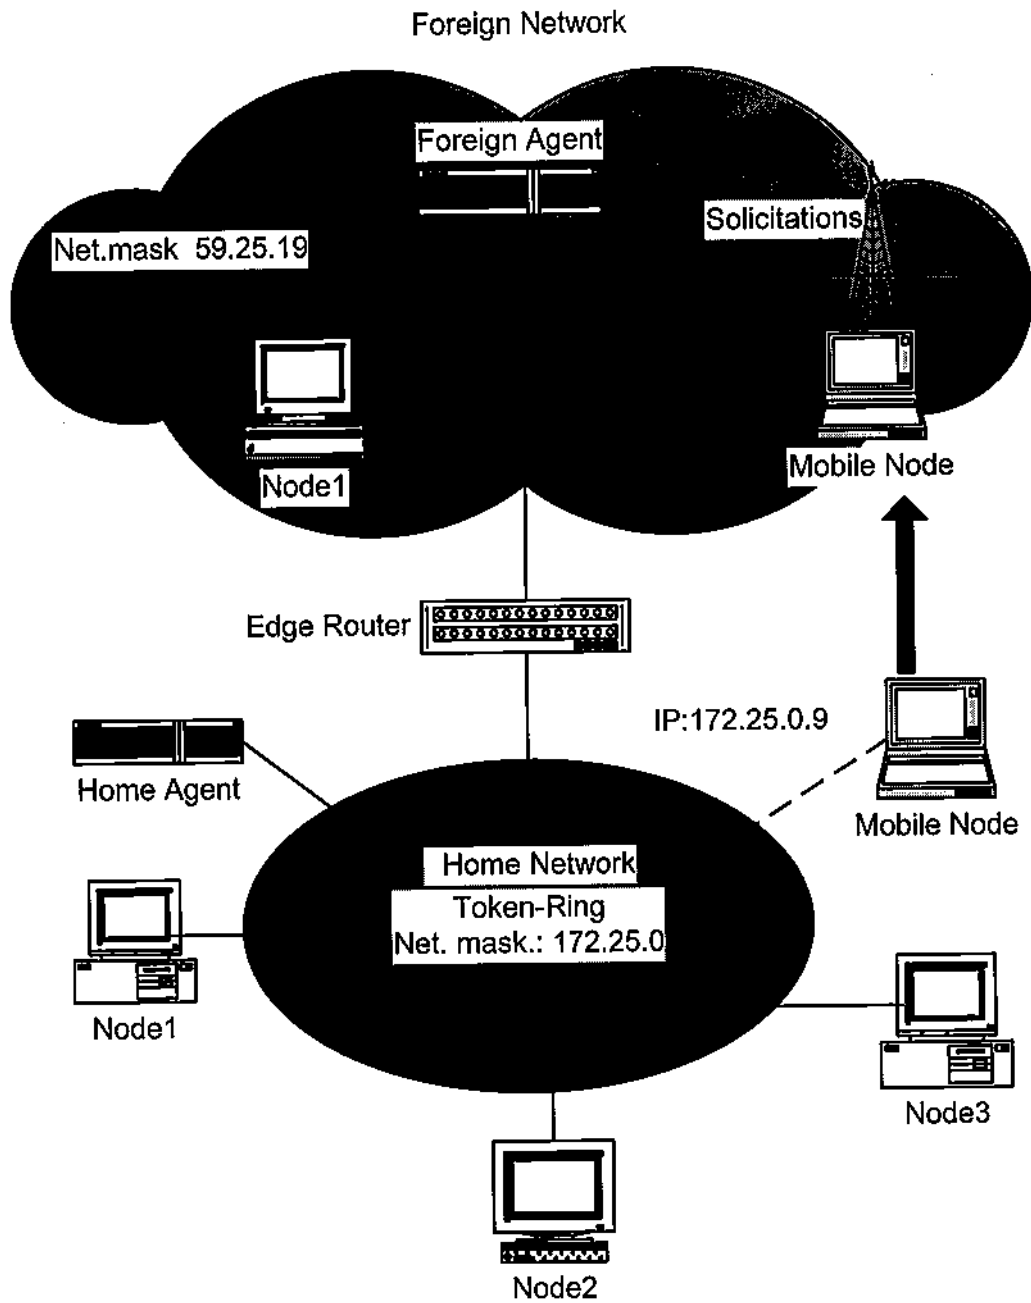 Foreign Network
Foreign Agent
Solicitations
Net.mask 59.25.19
Node1
Mobile Node
Edge Router
IP:172.25.0.9
Home Agent
Mobile Node
Home Network
Token-Ring
Net. mask.: 172.25.0
Node1
Node3
Node2